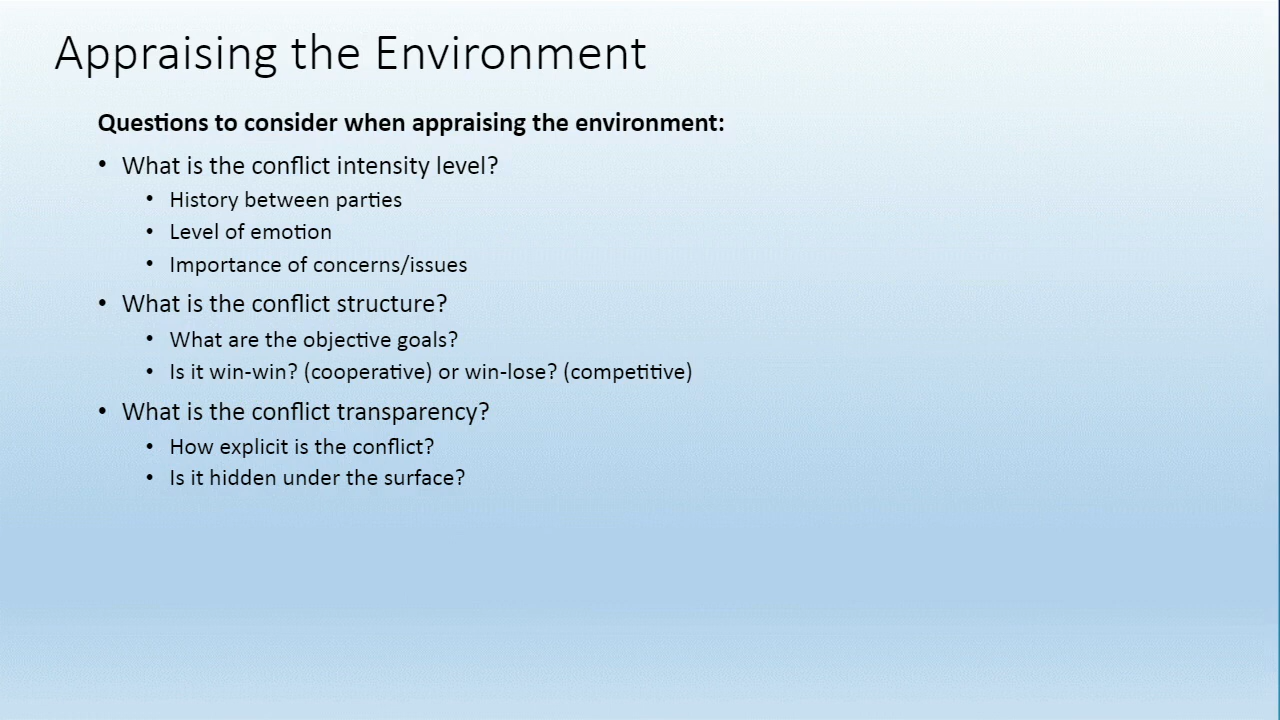 Appraising the Environment
Questions to consider when appraising the environment:
• What is the conflict intensity level?
• History between parties
• Level of emotion
• Importance of concerns/issues
• What is the conflict structure?
• What are the objective goals?
• Is it win-win? (cooperative) or win-lose? (competitive)
• What is the conflict transparency?
• How explicit is the conflict?
• Is it hidden under the surface?